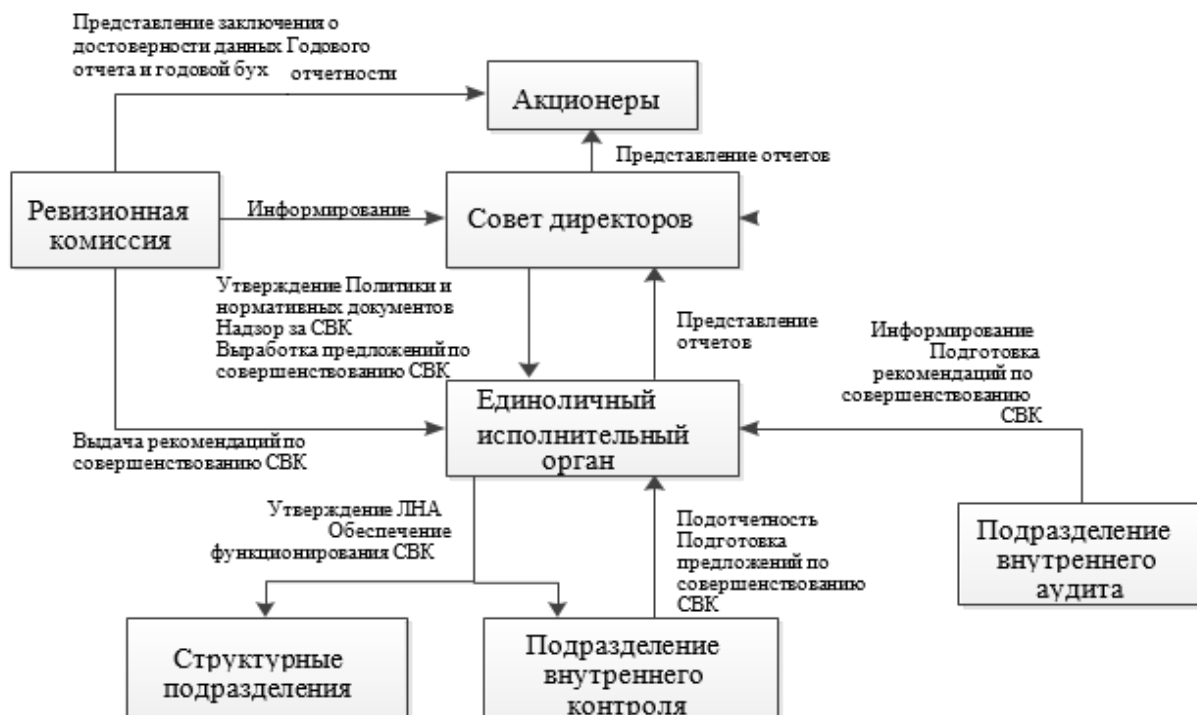 Представление заключения о
достоверности данных Годового
отчета и годовой бух отчетности
Акционеры
Представление отчетов
Ревизионная
комиссия
Информирование
Совет директоров
Утверждение Политики и
нормативных документов
Надзор за СВК
Выработка предложений по
совершенствованию СВК
Представление
отчетов
Информирование
Подготовка
рекомендаций по
совершенствованию
СВК
Единоличный
исполнительный
орган
Выдача рекомендаций по
совершенствованию СВК
Утверждение ЛНА
Обеспечение
функционирования СВК
Подотчетность
Подготовка
предложений по
совершенствованию
СВК
Подразделение
внутреннего
аудита
Структурные
подразделения
Подразделение
внутреннего
контроля